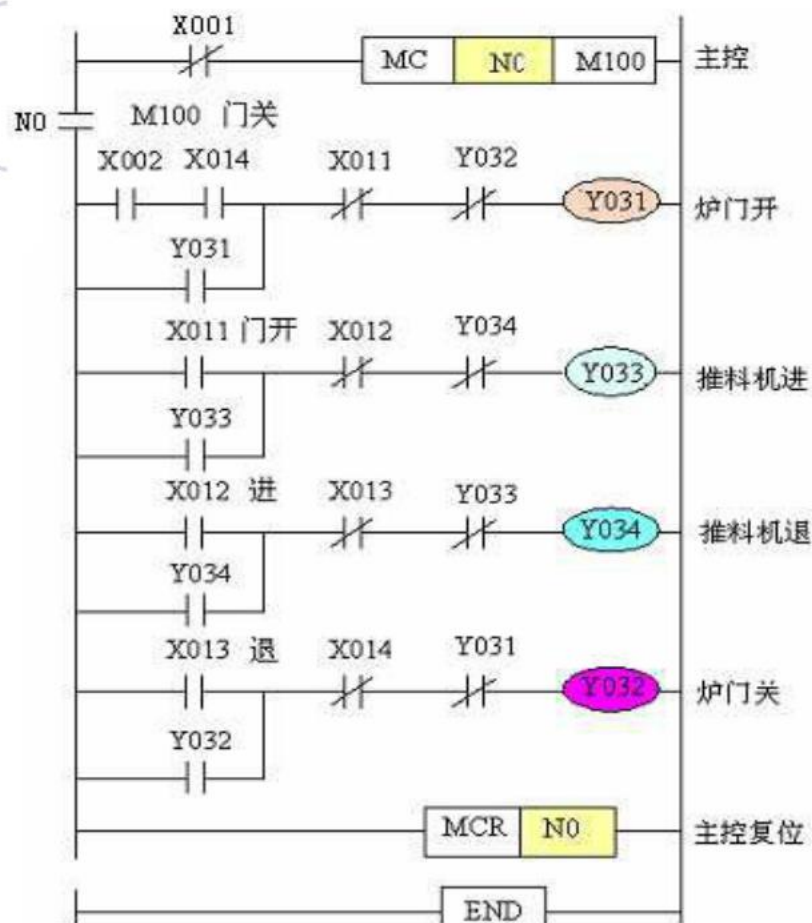 X001
MC N0 M100 主控
N0 M100 门关
X002 X014 X011 Y032
Y031 炉门开
Y031
X011 门开 X012 Y034
Y033 推料机进
Y033
X012 进 X013 Y033
Y034 推料机退
Y034
X013 退 X014 Y031
Y032 炉门关
Y032
MCR N0 主控复位
END